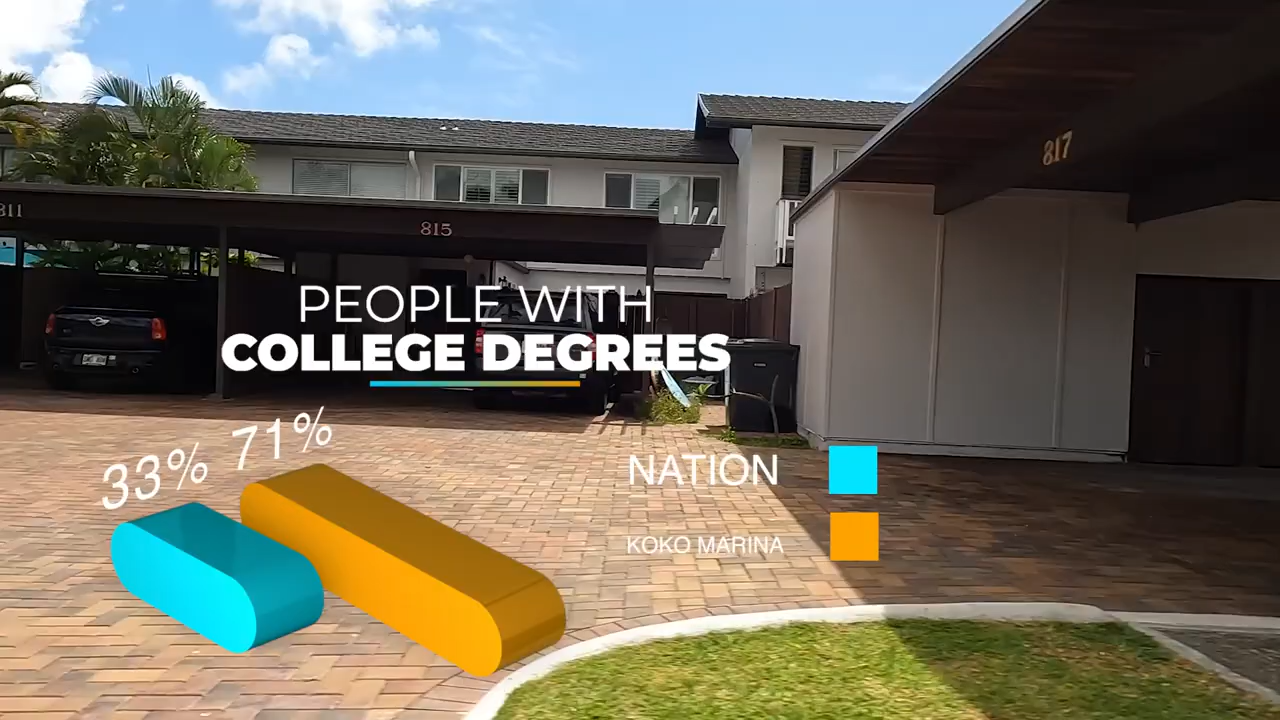 817
811
815
PEOPLE WITH
COLLEGE DEGREES
33% 71%
NATION
KOKO MARINA